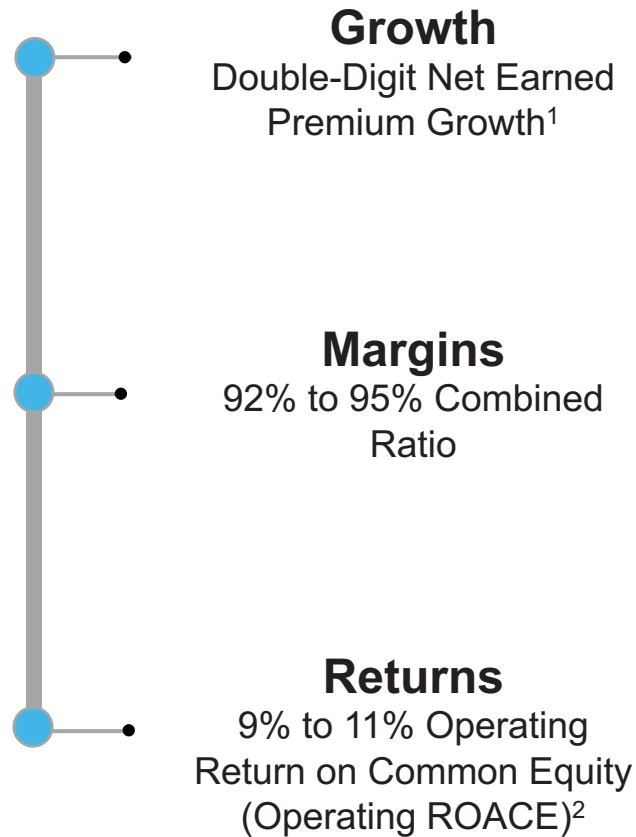 Growth
Double-Digit Net Earned
Premium Growth¹
Margins
92% to 95% Combined
Ratio
Returns
9% to 11% Operating
Return on Common Equity
(Operating ROACE)²